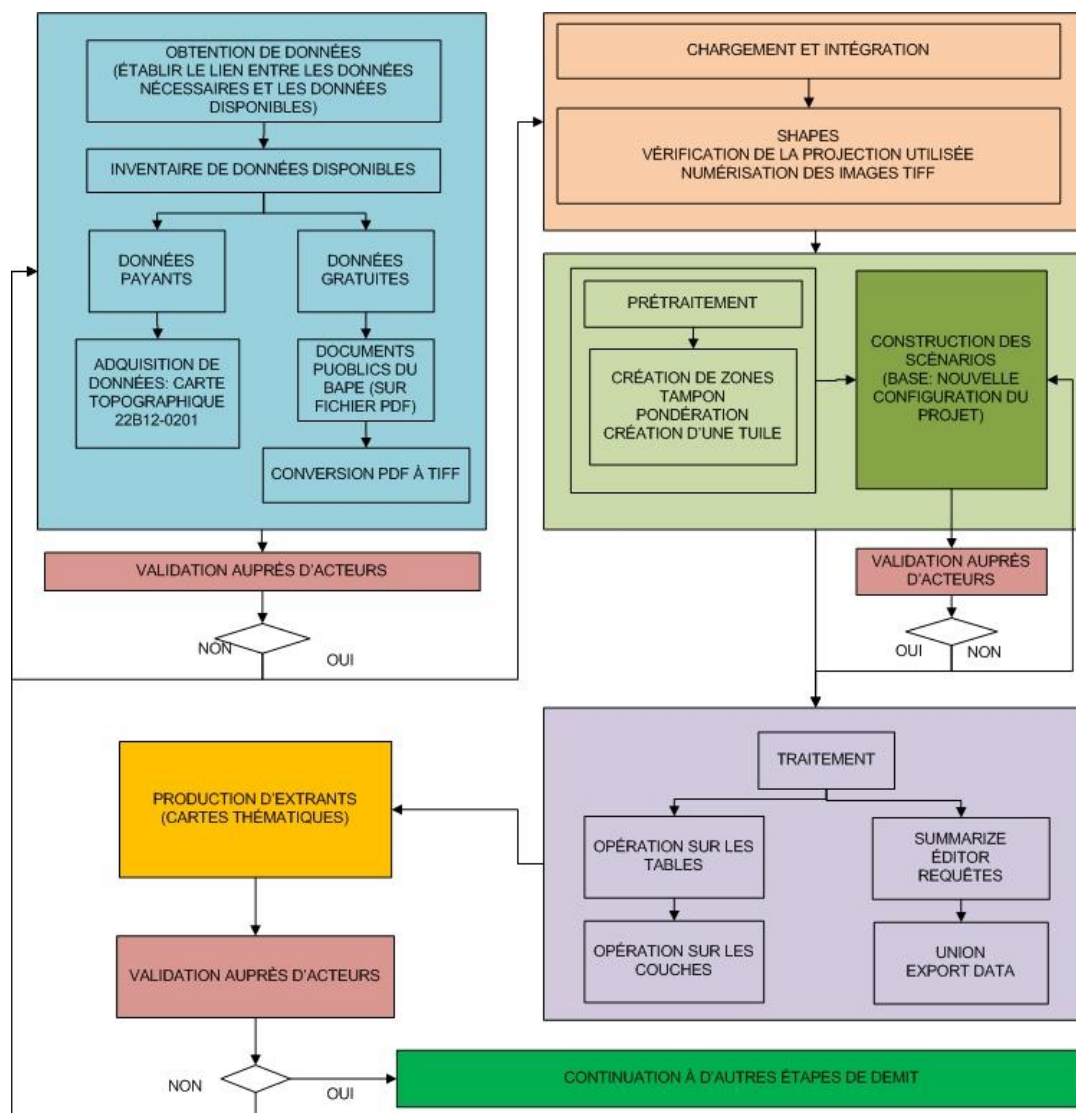 OBTENTION DE DONNÉES
(ÉTABLIR LE LIEN ENTRE LES DONNÉES
NÉCESSAIRES ET LES DONNÉES
DISPONIBLES)
INVENTAIRE DE DONNÉES DISPONIBLES
DONNÉES
PAYANTS
DONNÉES
GRATUITES
ADQUISITION DE
DONNÉES: CARTE
TOPOGRAPHIQUE
22B12-0201
DOCUMENTS
PUOBLICS DU
BAPE (SUR
FICHIER PDF)
CONVERSION PDF À TIFF
VALIDATION AUPRÈS D'ACTEURS
NON
OUI
CHARGEMENT ET INTÉGRATION
SHAPES
VÉRIFICATION DE LA PROJECTION UTILISÉE
NUMÉRISATION DES IMAGES TIFF
PRÉTRAITEMENT
CRÉATION DE ZONES
TAMPON
PONDÉRATION
CRÉATION D'UNE TUILE
CONSTRUCTION DES
SCÉNARIOS
(BASE: NOUVELLE
CONFIGURATION DU
PROJET)
VALIDATION AUPRÈS
D'ACTEURS
OUI
NON
TRAITEMENT
OPÉRATION SUR LES
TABLES
SUMMARIZE
ÉDITOR
REQUÊTES
OPÉRATION SUR LES
COUCHES
UNION
EXPORT DATA
PRODUCTION D'EXTRANTS
(CARTES THÉMATIQUES)
VALIDATION AUPRÈS D'ACTEURS
NON
OUI
CONTINUATION À D'AUTRES ÉTAPES DE DEMIT